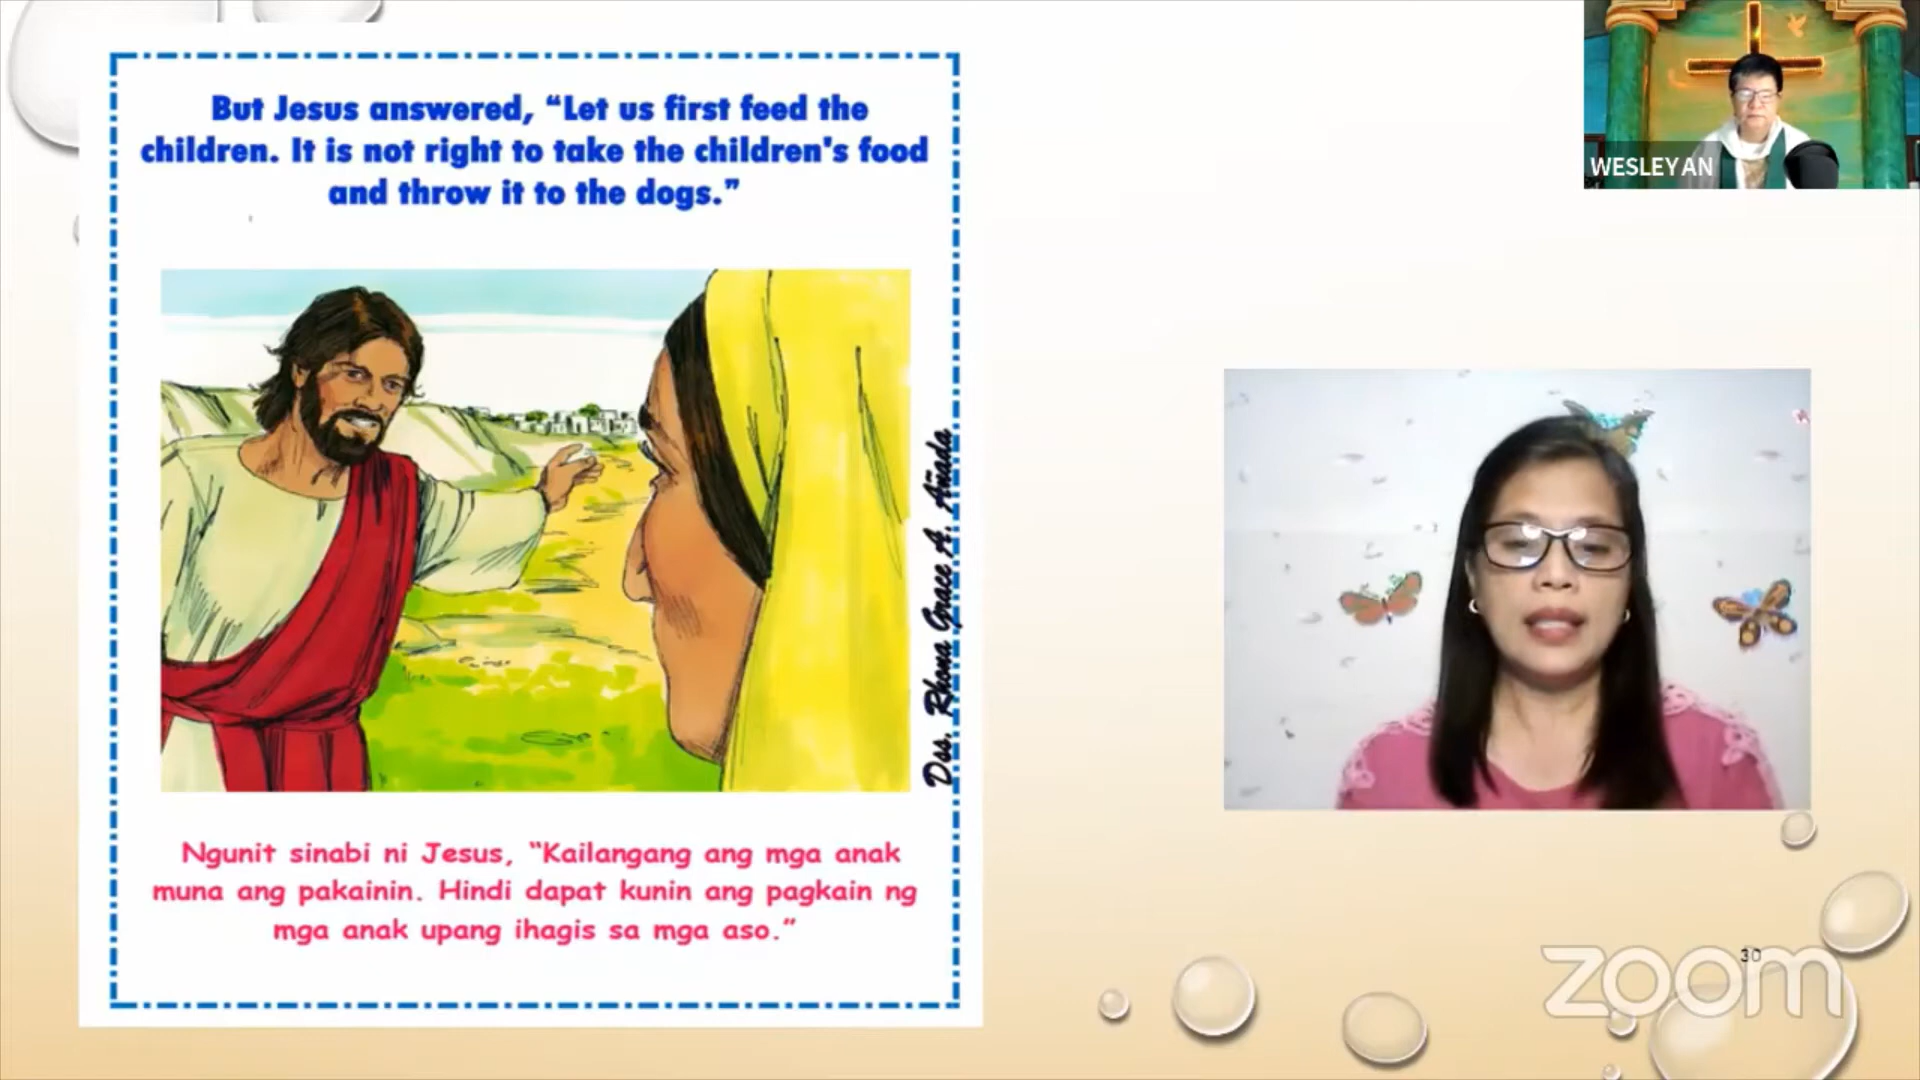 But Jesus answered, “Let us first feed the
children. It is not right to take the children's food
and throw it to the dogs.”
Dss. Rhona Grace A. Añada
Ngunit sinabi ni Jesus, “Kailangang ang mga anak
muna ang pakainin. Hindi dapat kunin ang pagkain ng
mga anak upang ihagis sa mga aso.”
WESLEYAN
30
zoom